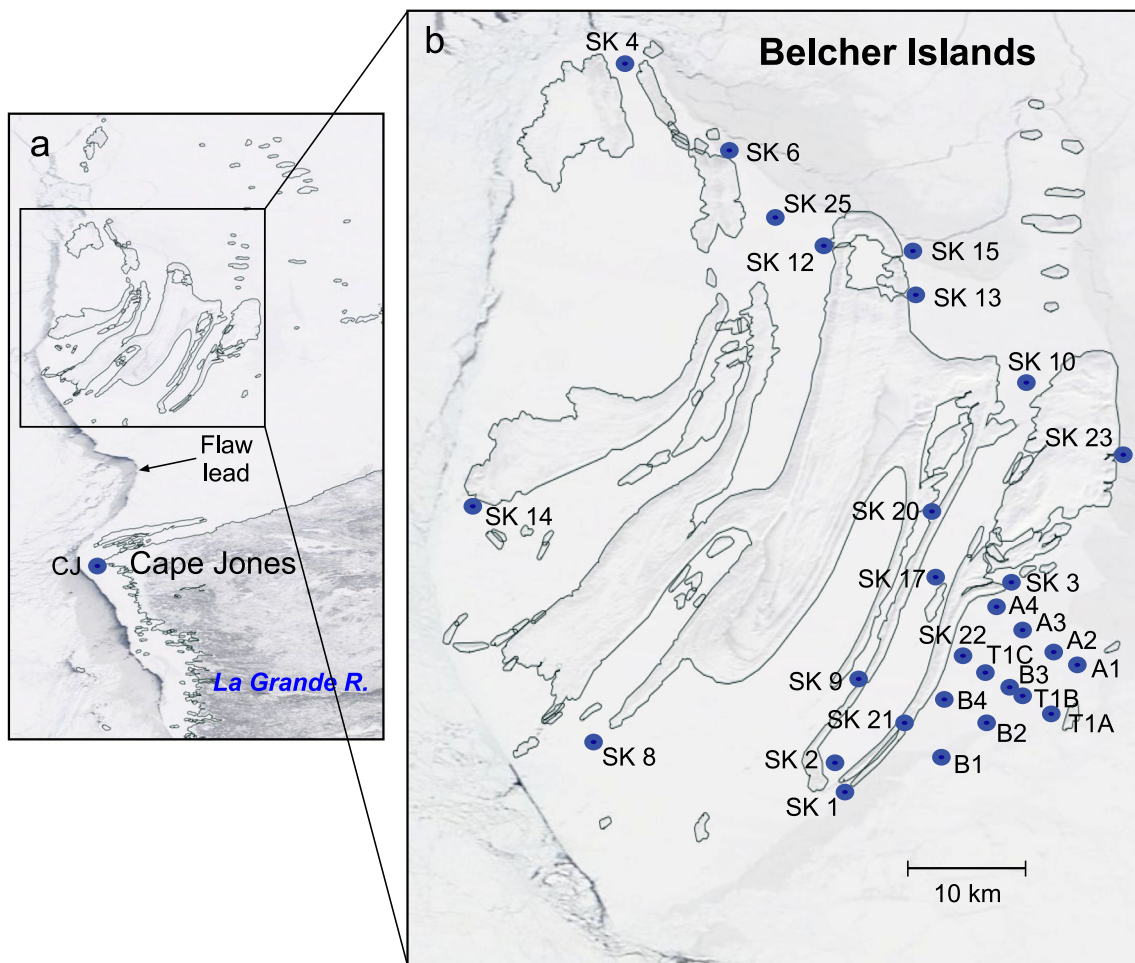 a
Flaw
lead
CJ
Cape Jones
La Grande R.
b
Belcher Islands
SK 4
SK 6
SK 25
SK 12
SK 15
SK 13
SK 10
SK 23
SK 14
SK 20
SK 17
SK 3
A4
A3
SK 22
A2
T1C
A1
B3
SK 9
B4
T1B
T1A
SK 21
B2
SK 8
SK 2
B1
SK 1
10 km